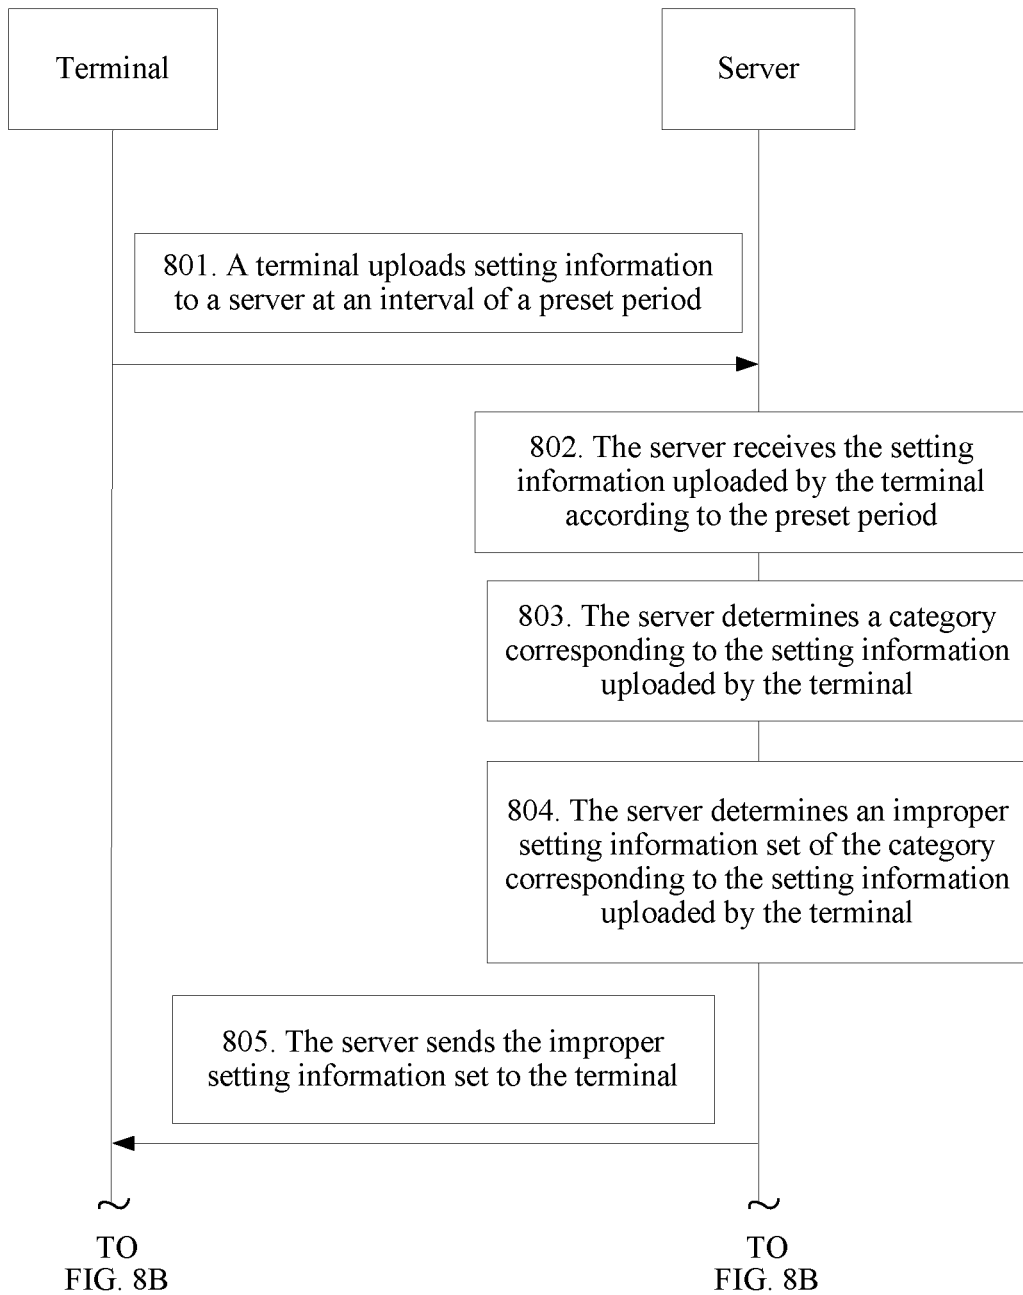 Terminal
Server
801. A terminal uploads setting information
to a server at an interval of a preset period
802. The server receives the setting
information uploaded by the terminal
according to the preset period
803. The server determines a category
corresponding to the setting information
uploaded by the terminal
804. The server determines an improper
setting information set of the category
corresponding to the setting information
uploaded by the terminal
805. The server sends the improper
setting information set to the terminal
TO
FIG. 8B
TO
FIG. 8B